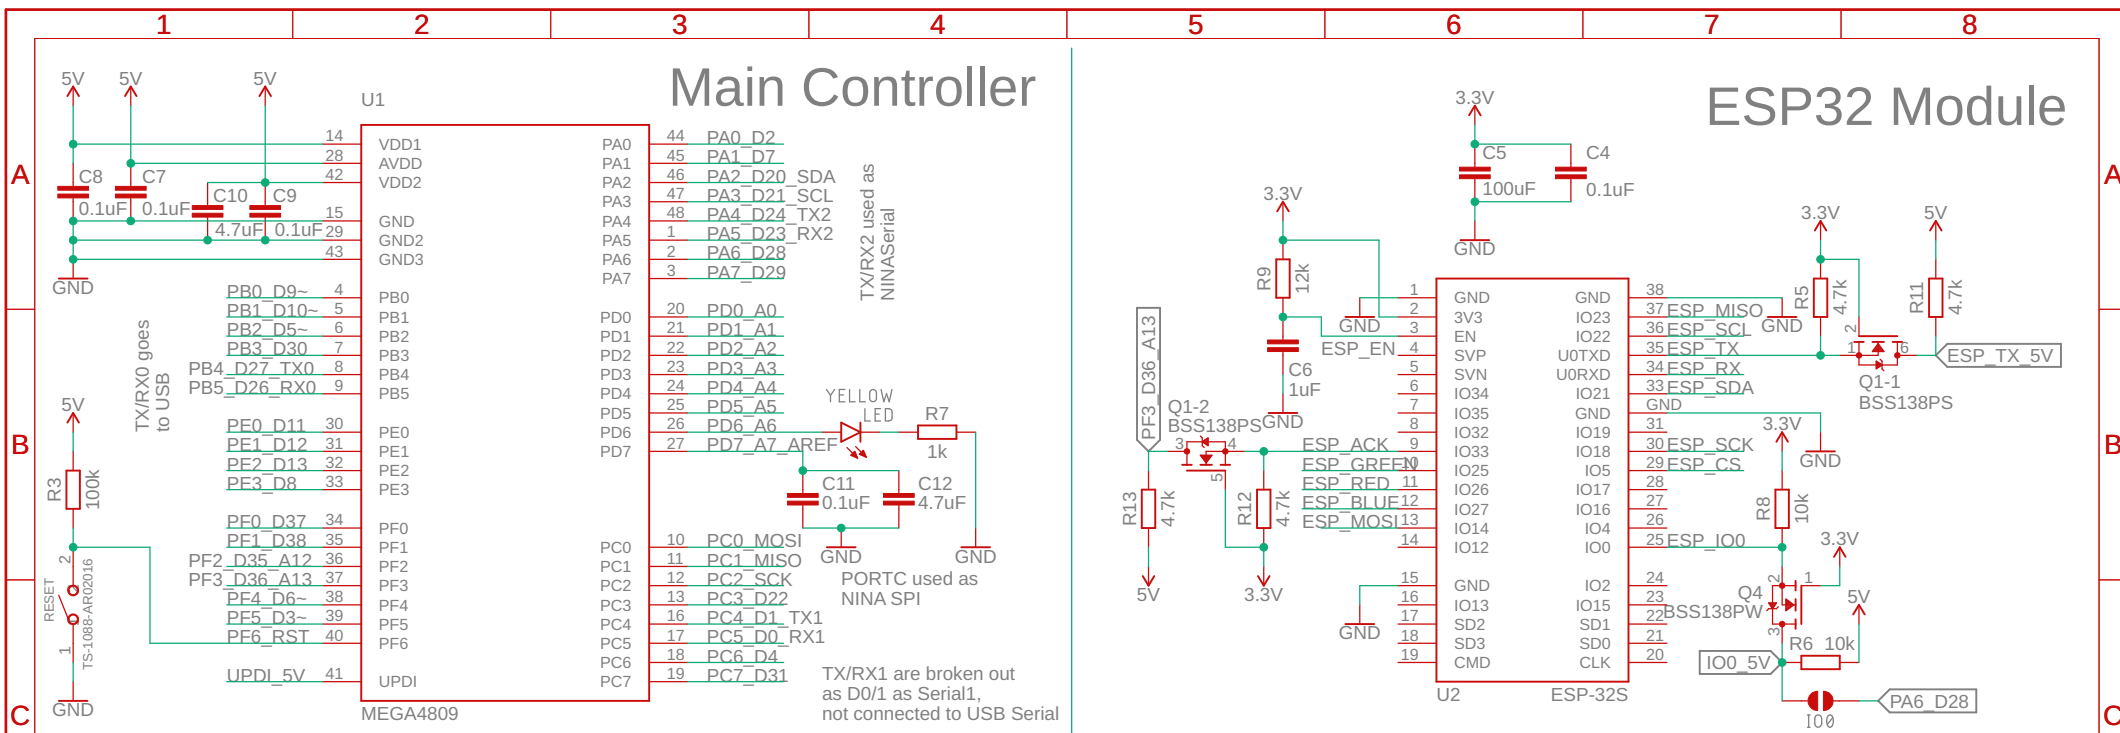 1 2 3 4 5 6 7 8
A A
B B
C C
Main Controller
ESP32 Module
5V 5V 5V
U1
14 VDD1
28 AVDD
42 VDD2
15 GND
29 GND2
43 GND3
C8 0.1uF
C7 0.1uF
C10 4.7uF
C9 0.1uF
GND
PB0_D9~ 4 PB0
PB1_D10~ 5 PB1
PB2_D5~ 6 PB2
PB3_D30 7 PB3
PB4_D27_TX0 8 PB4
PB5_D26_RX0 9 PB5
TX/RX0 goes
to USB
PE0_D11 30 PE0
PE1_D12 31 PE1
PE2_D13 32 PE2
PE3_D8 33 PE3
PF0_D37 34 PF0
PF1_D38 35 PF1
PF2_D35_A12 36 PF2
PF3_D36_A13 37 PF3
PF4_D6~ 38 PF4
PF5_D3~ 39 PF5
PF6_RST 40 PF6
UPDI_5V 41 UPDI
5V
R3
100k
2
RESET
TS-1088-AR02016
1
GND
MEGA4809
PA0 44 PA0_D2
PA1 45 PA1_D7
PA2 46 PA2_D20_SDA
PA3 47 PA3_D21_SCL
PA4 48 PA4_D24_TX2
PA5 1 PA5_D23_RX2
PA6 2 PA6_D28
PA7 3 PA7_D29
TX/RX2 used as
NINASerial
PD0 20 PD0_A0
PD1 21 PD1_A1
PD2 22 PD2_A2
PD3 23 PD3_A3
PD4 24 PD4_A4
PD5 25 PD5_A5
PD6 26 PD6_A6
PD7 27 PD7_A7_AREF
YELLOW
LED
R7
1k
C11
0.1uF
C12
4.7uF
GND
GND
PC0 10 PC0_MOSI
PC1 11 PC1_MISO
PC2 12 PC2_SCK
PC3 13 PC3_D22
PC4 16 PC4_D1_TX1
PC5 17 PC5_D0_RX1
PC6 18 PC6_D4
PC7 19 PC7_D31
PORTC used as
NINA SPI
TX/RX1 are broken out
as D0/1 as Serial1,
not connected to USB Serial
3.3V
C5
100uF
C4
0.1uF
GND
3.3V
R9
12k
C6
1uF
GND
GND
ESP_EN
1 GND
2 3V3
3 EN
4 SVP
5 SVN
6 IO34
7 IO35
8 IO32
ESP_ACK 9 IO33
ESP_GREEN 10 IO25
ESP_RED 11 IO26
ESP_BLUE 12 IO27
ESP_MOSI 13 IO14
14 IO12
15 GND
16 IO13
17 SD2
18 SD3
19 CMD
GND
U2
ESP-32S
PF3_D36_A13
Q1-2
BSS138PS
3 4
5
R13
4.7k
R12
4.7k
5V
3.3V
GND 38
IO23 37 ESP_MISO
IO22 36 ESP_SCL
U0TXD 35 ESP_TX
U0RXD 34 ESP_RX
IO21 33 ESP_SDA
GND GND
IO19 31
IO18 30 ESP_SCK
IO5 29 ESP_CS
IO17 28
IO16 27
IO4 26
IO0 25 ESP_IO0
IO2 24
IO15 23
SD1 22
SD0 21
CLK 20
GND
3.3V
5V
R5
4.7k
R11
4.7k
2
1 6
Q1-1
BSS138PS
ESP_TX_5V
3.3V
GND
R8
10k
3.3V
2 1
Q4
BSS138PW
3
5V
R6 10k
IO0_5V
IO0
PA6_D28